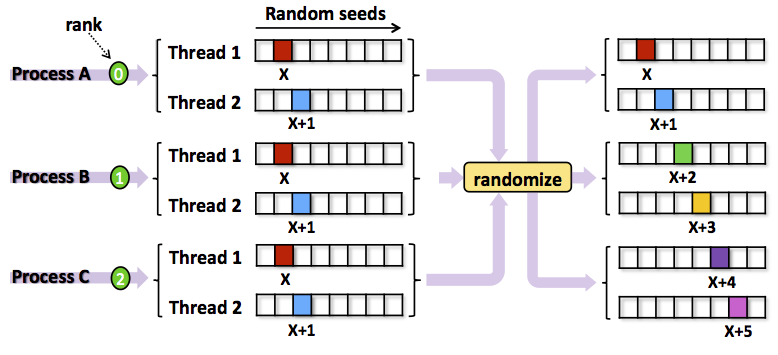 rank
Random seeds
Process A
0
Thread 1
X
Thread 2
X+1
Process B
1
Thread 1
X
Thread 2
X+1
Process C
2
Thread 1
X
Thread 2
X+1
randomize
X
X+1
X+2
X+3
X+4
X+5